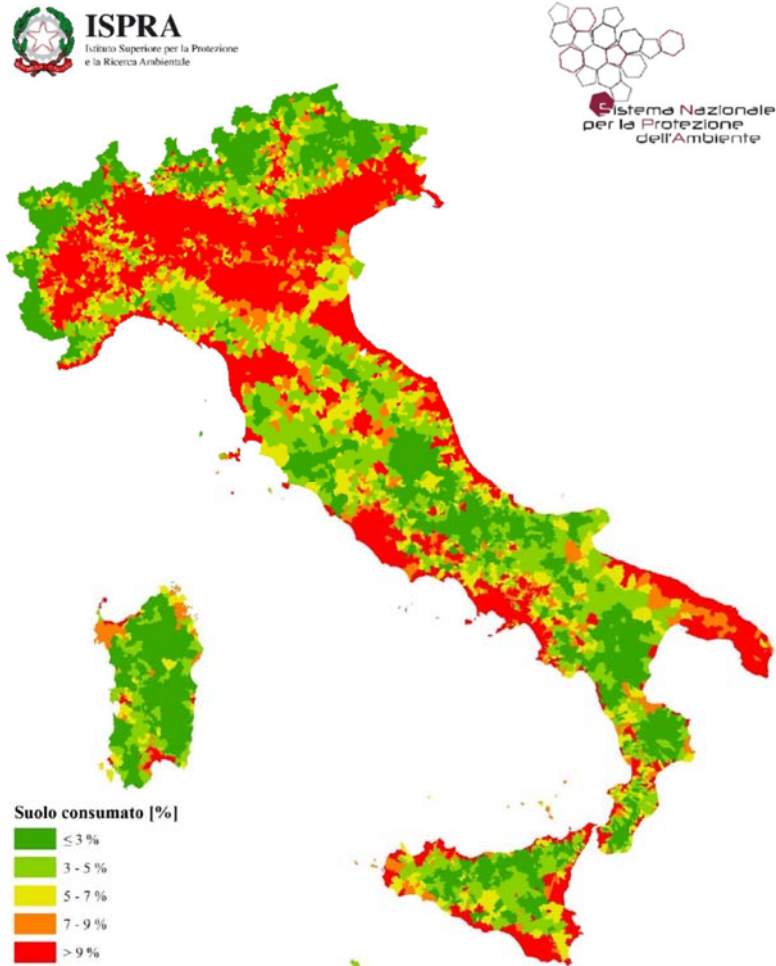 ISPRA
Istituto Superiore per la Protezione
e la Ricerca Ambientale
Sistema Nazionale
per la Protezione
dell'Ambiente
Suolo consumato [%]
≤ 3 %
3 - 5 %
5 - 7 %
7 - 9 %
> 9 %